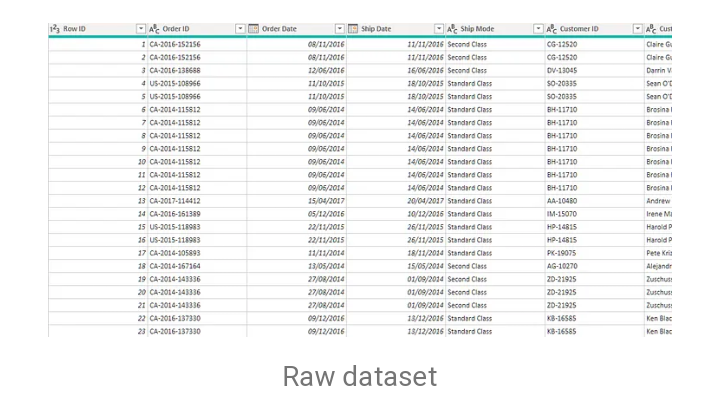 Row ID Order ID Order Date Ship Date Ship Mode Customer ID
1 CA-2016-152156 08/11/2016 11/11/2016 Second Class CG-12520 Claire
2 CA-2016-152156 08/11/2016 11/11/2016 Second Class CG-12520 Claire
3 CA-2016-138688 12/06/2016 16/06/2016 Second Class DV-13045 Darrin
4 US-2015-108966 11/10/2015 18/10/2015 Standard Class SO-20335 Sean
5 US-2015-108966 11/10/2015 18/10/2015 Standard Class SO-20335 Sean
6 CA-2014-115812 09/06/2014 14/06/2014 Standard Class BH-11710 Brosina
7 CA-2014-115812 09/06/2014 14/06/2014 Standard Class BH-11710 Brosina
8 CA-2014-115812 09/06/2014 14/06/2014 Standard Class BH-11710 Brosina
9 CA-2014-115812 09/06/2014 14/06/2014 Standard Class BH-11710 Brosina
10 CA-2014-115812 09/06/2014 14/06/2014 Standard Class BH-11710 Brosina
11 CA-2014-115812 09/06/2014 14/06/2014 Standard Class BH-11710 Brosina
12 CA-2014-115812 09/06/2014 14/06/2014 Standard Class BH-11710 Brosina
13 CA-2017-114412 15/04/2017 20/04/2017 Standard Class AA-10480 Andrew
14 CA-2016-161389 05/12/2016 10/12/2016 Standard Class IM-15070 Irene
15 US-2015-118983 22/11/2015 26/11/2015 Standard Class HP-14815 Harold
16 US-2015-118983 22/11/2015 26/11/2015 Standard Class HP-14815 Harold
17 CA-2014-105893 11/11/2014 18/11/2014 Standard Class PK-19075 Pete
18 CA-2014-167164 13/05/2014 15/05/2014 Second Class AG-10270 Alejandr
19 CA-2014-143336 27/08/2014 01/09/2014 Second Class ZD-21925 Zuschus
20 CA-2014-143336 27/08/2014 01/09/2014 Second Class ZD-21925 Zuschus
21 CA-2014-143336 27/08/2014 01/09/2014 Second Class ZD-21925 Zuschus
22 CA-2016-137330 09/12/2016 13/12/2016 Standard Class KB-16585 Ken
23 CA-2016-137330 09/12/2016 13/12/2016 Standard Class KB-16585 Ken
Raw dataset